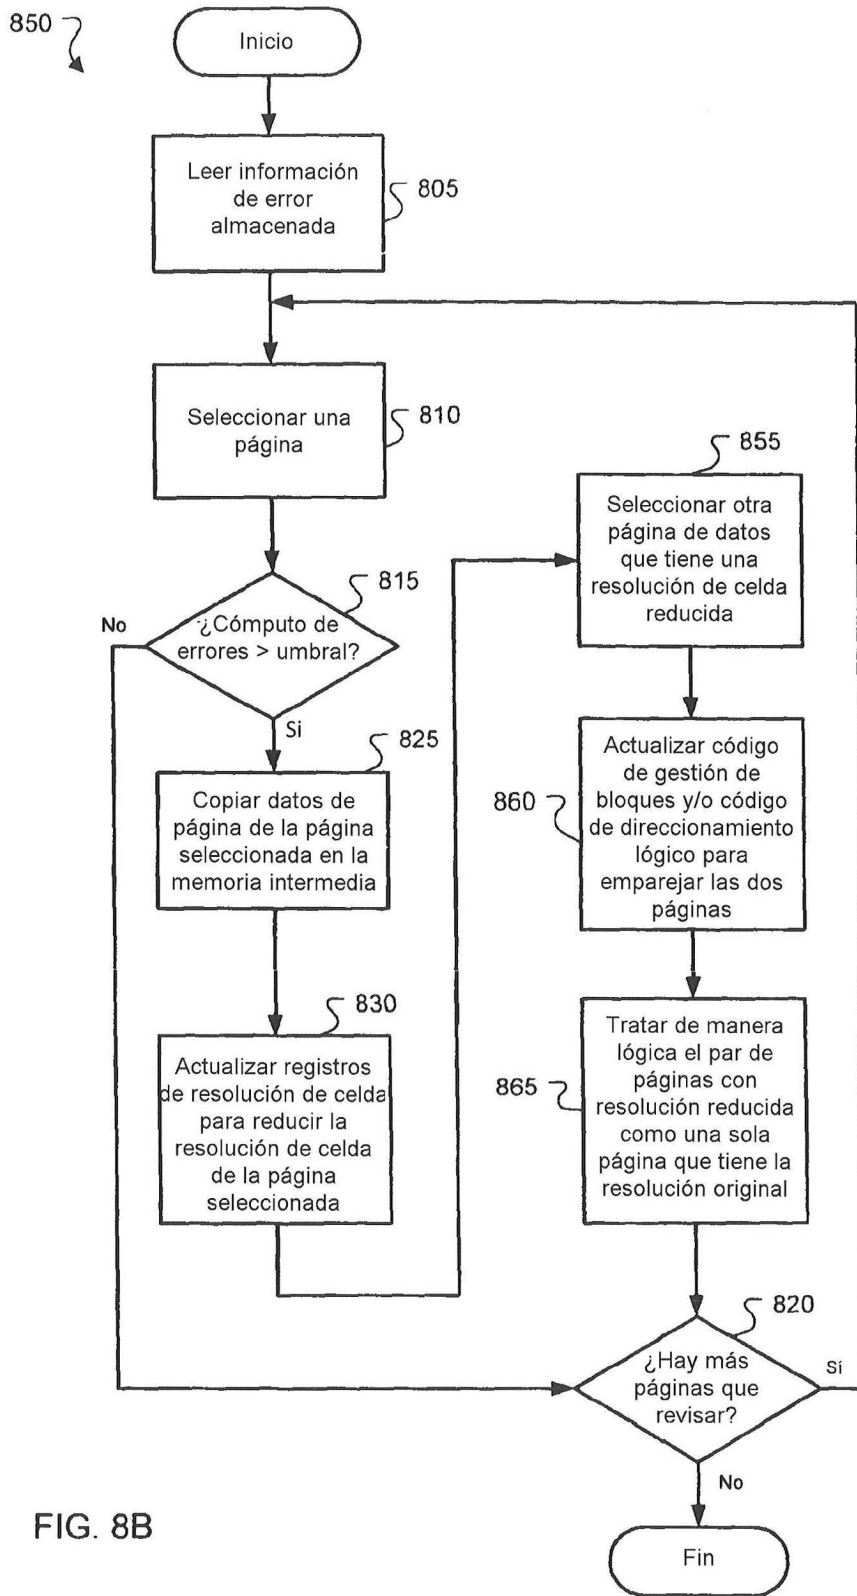 850
Inicio
Leer información
de error
almacenada
805
Seleccionar una
página
810
¿Cómputo de
errores > umbral?
815
No
Si
Copiar datos de
página de la página
seleccionada en la
memoria intermedia
825
Actualizar registros
de resolución de celda
para reducir la
resolución de celda
de la página
seleccionada
830
Seleccionar otra
página de datos
que tiene una
resolución de celda
reducida
855
Actualizar código
de gestión de
bloques y/o código
de direccionamiento
lógico para
emparejar las dos
páginas
860
Tratar de manera
lógica el par de
páginas con
resolución reducida
como una sola
página que tiene la
resolución original
865
¿Hay más
páginas que
revisar?
820
Sí
No
Fin
FIG. 8B